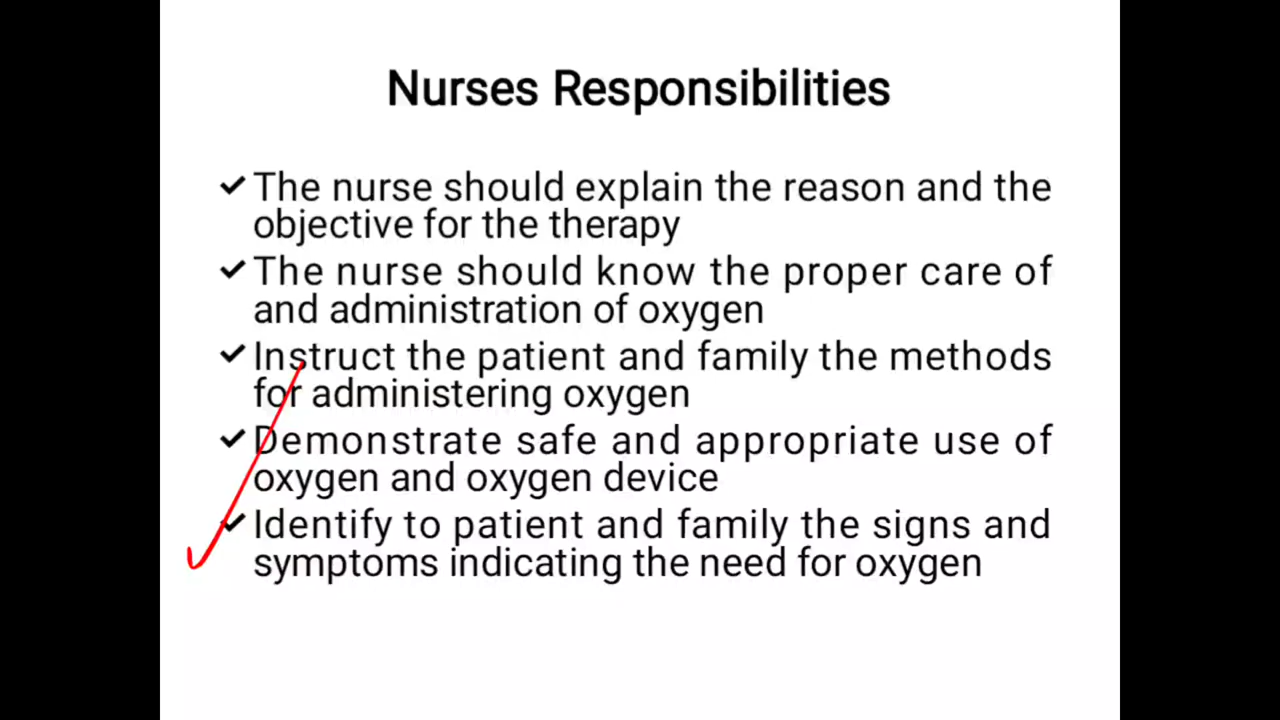 Nurses Responsibilities
✓ The nurse should explain the reason and the
objective for the therapy
✓ The nurse should know the proper care of
and administration of oxygen
✓ Instruct the patient and family the methods
for administering oxygen
✓ Demonstrate safe and appropriate use of
oxygen and oxygen device
✓ Identify to patient and family the signs and
symptoms indicating the need for oxygen